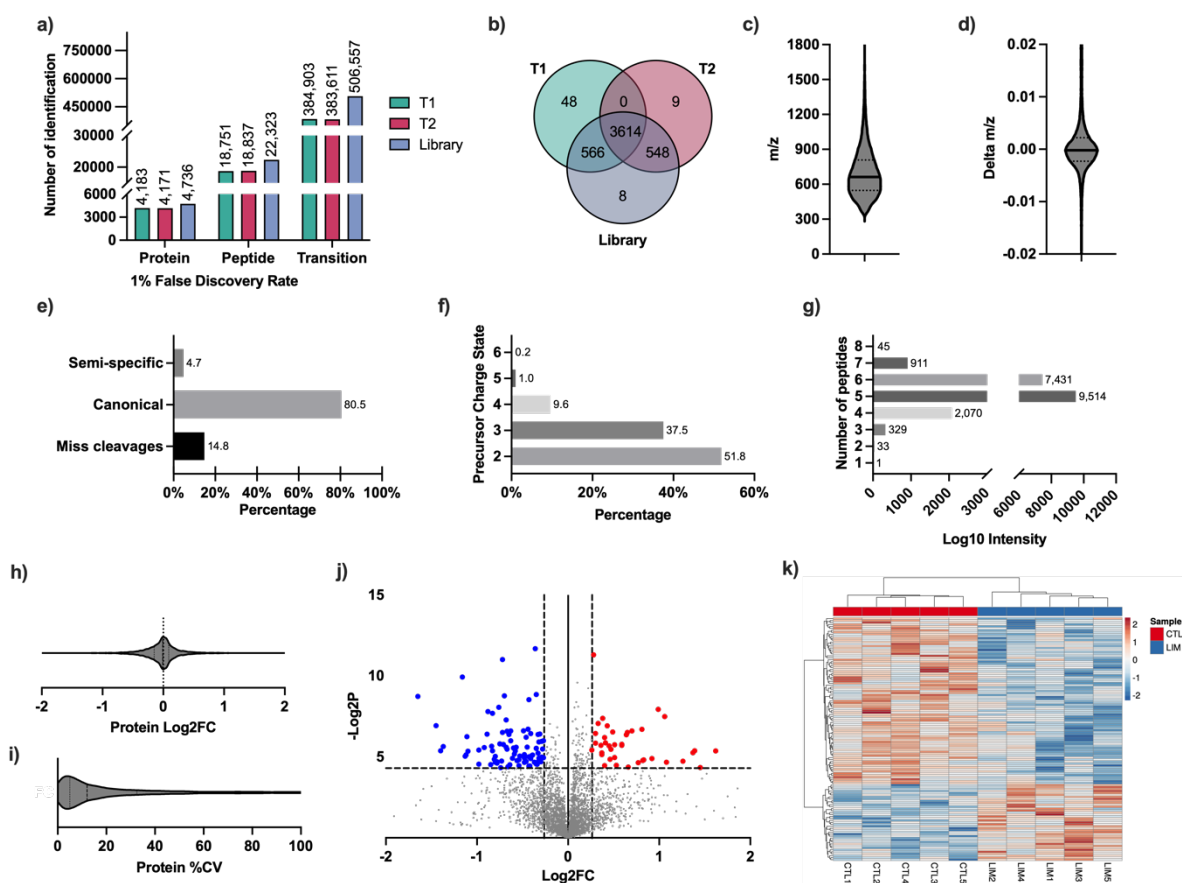 a)
Number of identification
750000
600000
450000
30000
20000
6000
3000
0
4,183
4,171
4,736
18,751
18,837
22,323
384,903
383,611
506,557
T1
T2
Library
Protein
Peptide
Transition
1% False Discovery Rate
b)
T1
T2
48
0
9
3614
566
548
8
Library
c)
m/z
1800
1500
1200
900
600
300
0
d)
Delta m/z
0.02
0.01
0.00
-0.01
-0.02
e)
Semi-specific
4.7
Canonical
80.5
Miss cleavages
14.8
0%
20%
40%
60%
80%
100%
Percentage
f)
Precursor Charge State
6
0.2
5
1.0
4
9.6
3
37.5
2
51.8
0%
20%
40%
60%
Percentage
g)
Number of peptides
8
45
7
911
6
7,431
5
9,514
4
2,070
3
329
2
33
1
1
0
1000
2000
3000
6000
8000
10000
12000
Log10 Intensity
h)
-2
-1
0
1
2
Protein Log2FC
i)
0
20
40
60
80
100
Protein %CV
j)
-Log2P
15
10
5
-2
-1
0
1
2
Log2FC
k)
2
1
0
-1
-2
Sample
CTL
LIM
CTL1
CTL2
CTL4
CTL3
CTL5
LIM2
LIM4
LIM1
LIM3
LIM5